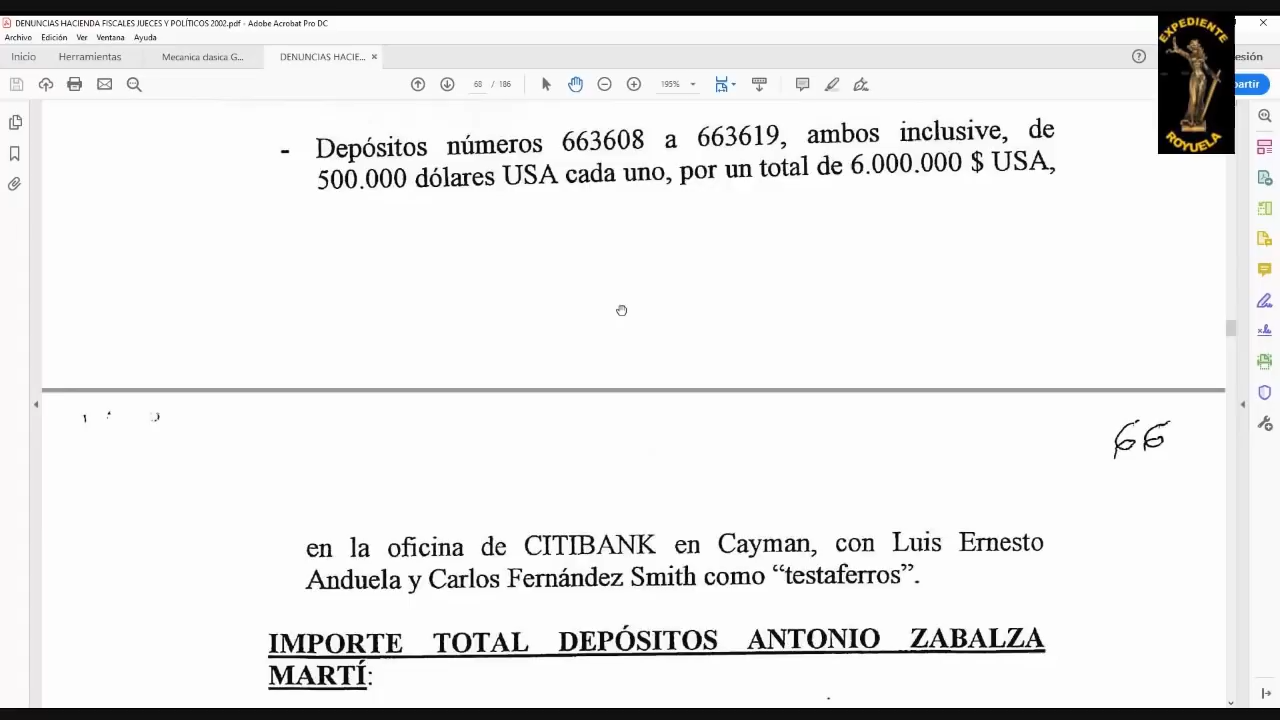 DENUNCIAS HACIENDA FISCALES JUECES Y POLÍTICOS 2002.pdf - Adobe Acrobat Pro DC
Archivo Edición Ver Ventana Ayuda
Inicio Herramientas Mecanica dasica G... DENUNCIAS HACIE... × esión
68 / 186 195% artir
EXPEDIENTE
ROYUELA
- Depósitos números 663608 a 663619, ambos inclusive, de
500.000 dólares USA cada uno, por un total de 6.000.000 $ USA,
66
en la oficina de CITIBANK en Cayman, con Luis Ernesto
Anduela y Carlos Fernández Smith como “testaferros”.
IMPORTE TOTAL DEPÓSITOS ANTONIO ZABALZA
MARTÍ: